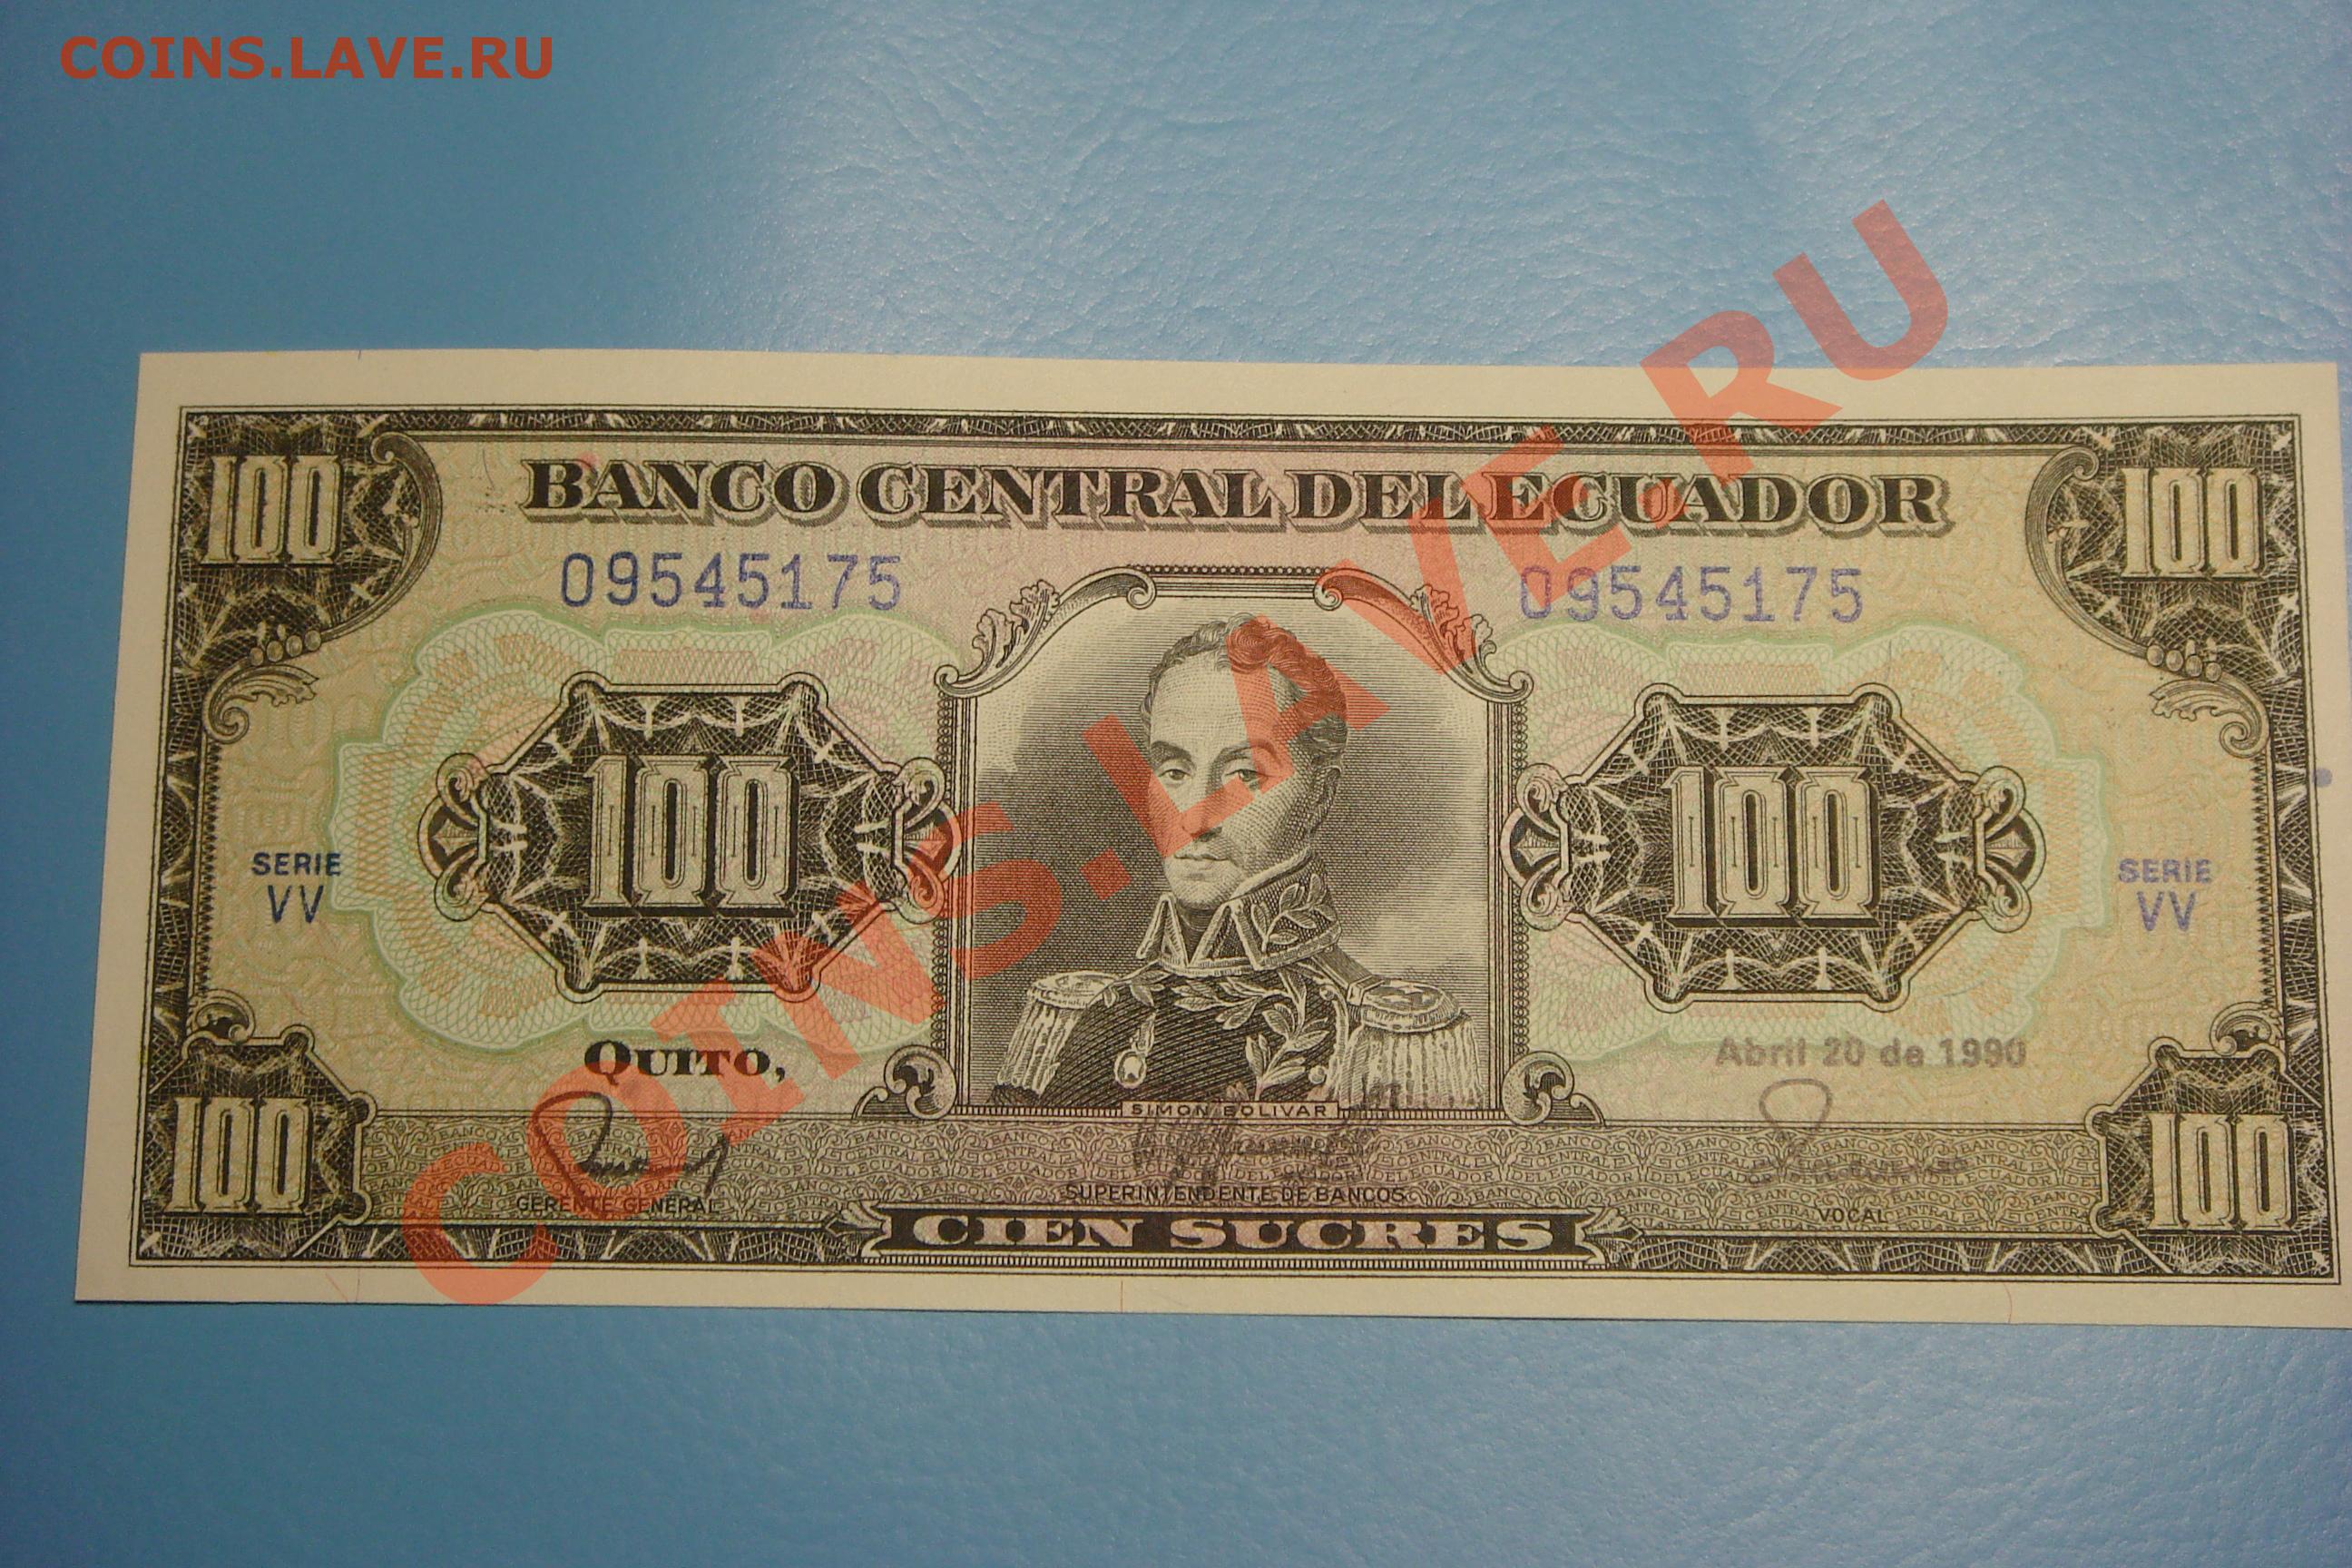 COINS.LAVE.RU
100 BANCO CENTRAL DEL ECUADOR 100
09545175 09545175
100 100
SERIE SERIE
VV VV
QUITO, Abril 20 de 1990
SIMON BOLIVAR
100 100
GERENTE GENERAL SUPERINTENDENTE DE BANCOS VOCAL
CIEN SUCRES
COINS.LAVE.RU